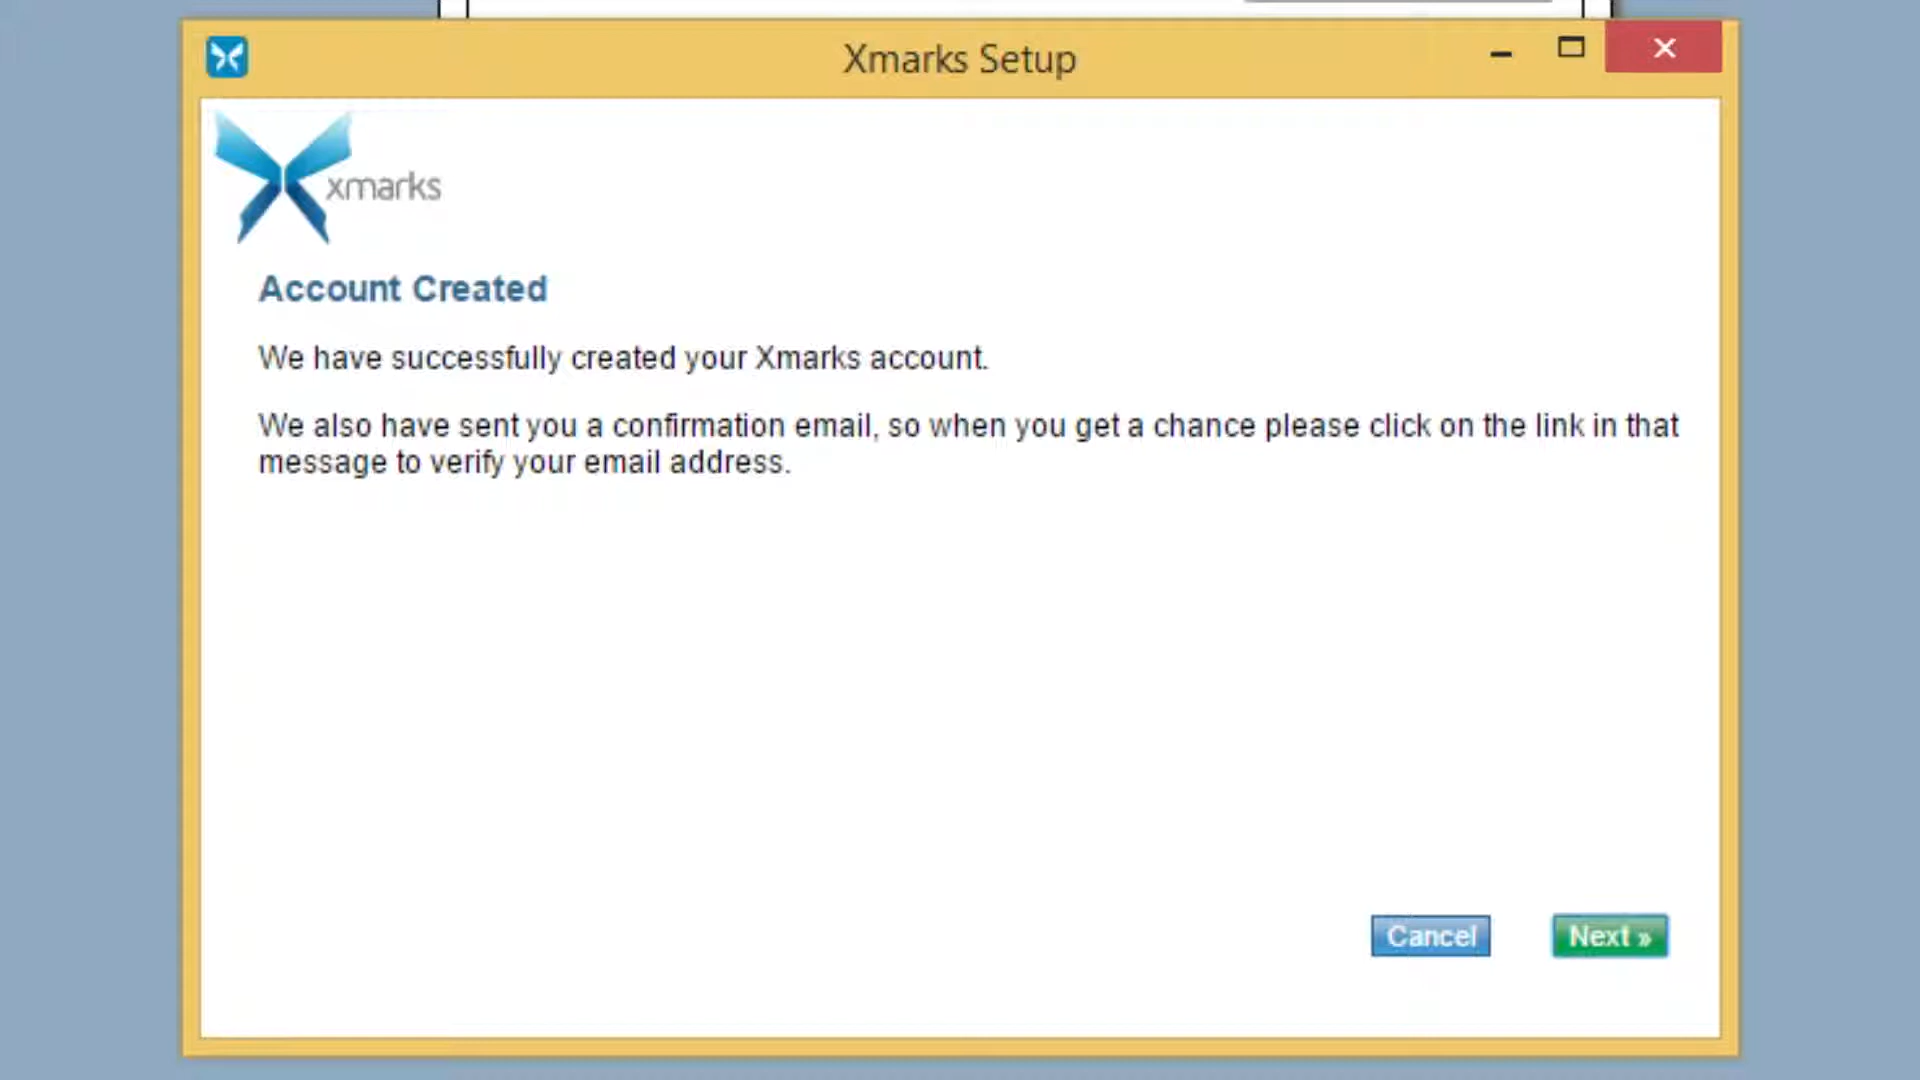 Xmarks Setup
xmarks
Account Created
We have successfully created your Xmarks account.
We also have sent you a confirmation email, so when you get a chance please click on the link in that
message to verify your email address.
Cancel
Next »